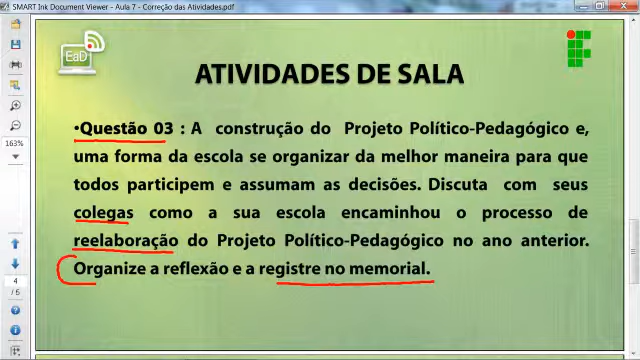 SMART Ink Document Viewer - Aula 7 - Correção das Atividades.pdf
EaD
ATIVIDADES DE SALA
163%
•Questão 03 : A construção do Projeto Político-Pedagógico e,
uma forma da escola se organizar da melhor maneira para que
todos participem e assumam as decisões. Discuta com seus
colegas como a sua escola encaminhou o processo de
reelaboração do Projeto Político-Pedagógico no ano anterior.
Organize a reflexão e a registre no memorial.
4
/ 5